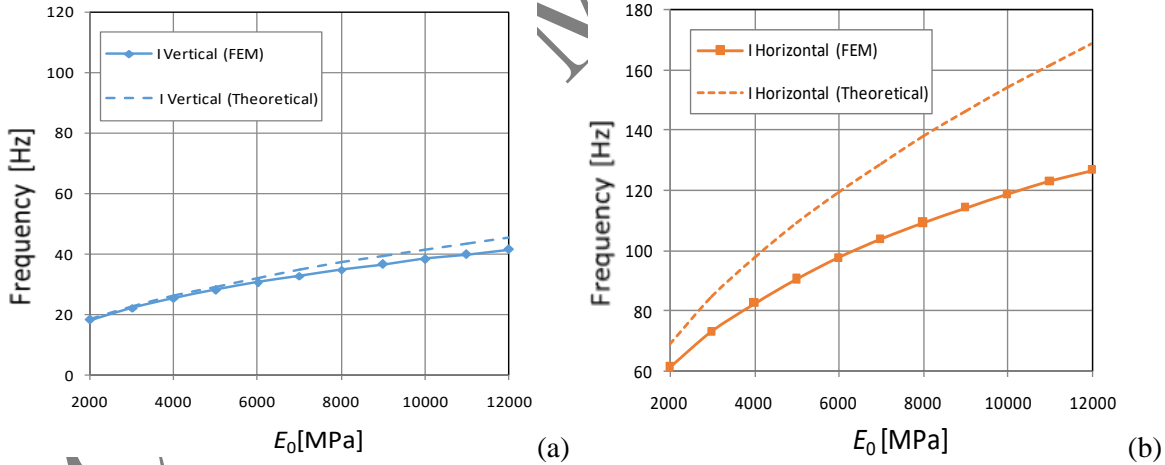 120
100
80
60
40
20
0
Frequency [Hz]
I Vertical (FEM)
I Vertical (Theoretical)
2000 4000 6000 8000 10000 12000
E0[MPa]
(a)
180
160
140
120
100
80
60
Frequency [Hz]
I Horizontal (FEM)
I Horizontal (Theoretical)
2000 4000 6000 8000 10000 12000
E0 [MPa]
(b)